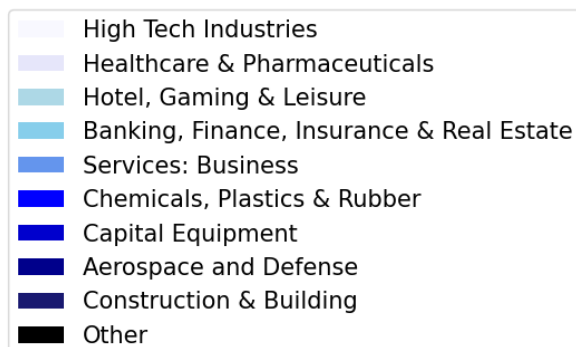 High Tech Industries
Healthcare & Pharmaceuticals
Hotel, Gaming & Leisure
Banking, Finance, Insurance & Real Estate
Services: Business
Chemicals, Plastics & Rubber
Capital Equipment
Aerospace and Defense
Construction & Building
Other